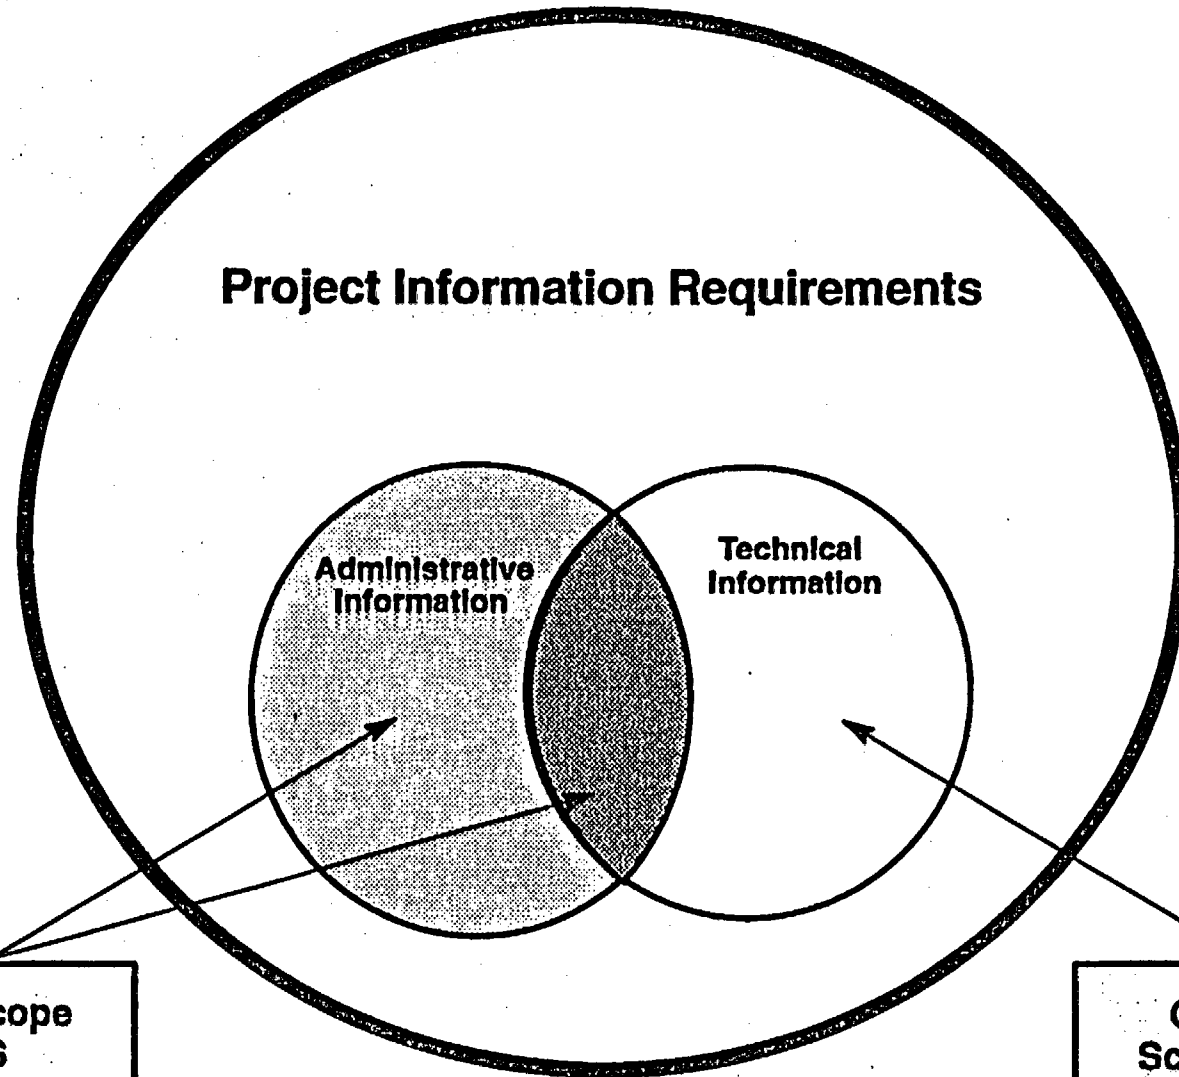 Project Information Requirements
Administrative
Information
Technical
Information